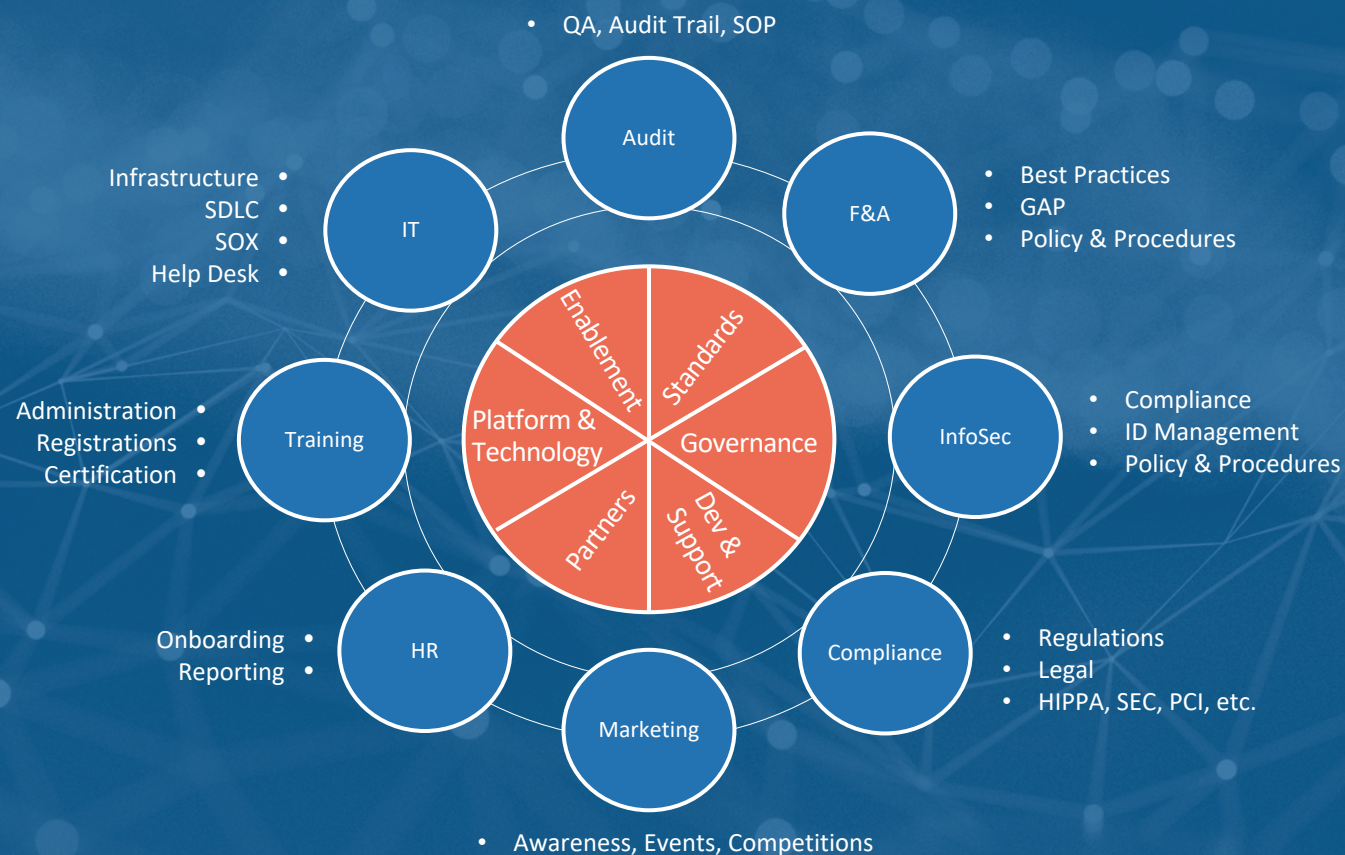 • QA, Audit Trail, SOP
Audit
F&A
• Best Practices
• GAP
• Policy & Procedures
InfoSec
• Compliance
• ID Management
• Policy & Procedures
Compliance
• Regulations
• Legal
• HIPPA, SEC, PCI, etc.
Marketing
• Awareness, Events, Competitions
HR
Onboarding •
Reporting •
Training
Administration •
Registrations •
Certification •
IT
Infrastructure •
SDLC •
SOX •
Help Desk •
Enablement
Standards
Governance
Dev &
Support
Partners
Platform &
Technology